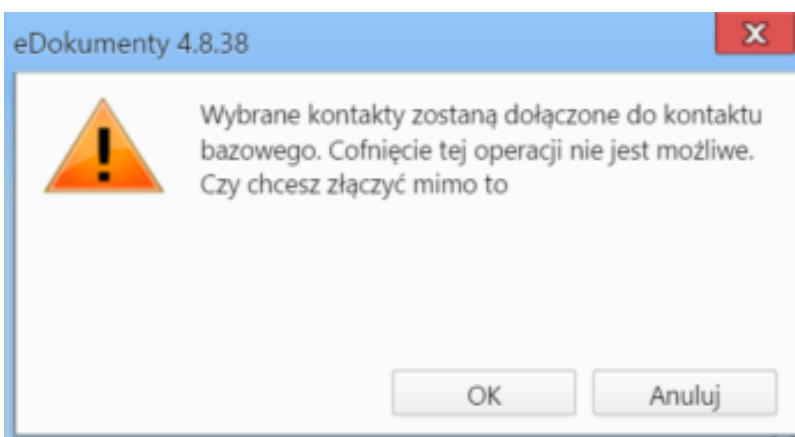 eDokumenty 4.8.38
Wybrane kontakty zostaną dołączone do kontaktu
bazowego. Cofnięcie tej operacji nie jest możliwe.
Czy chcesz złączyć mimo to
OK
Anuluj